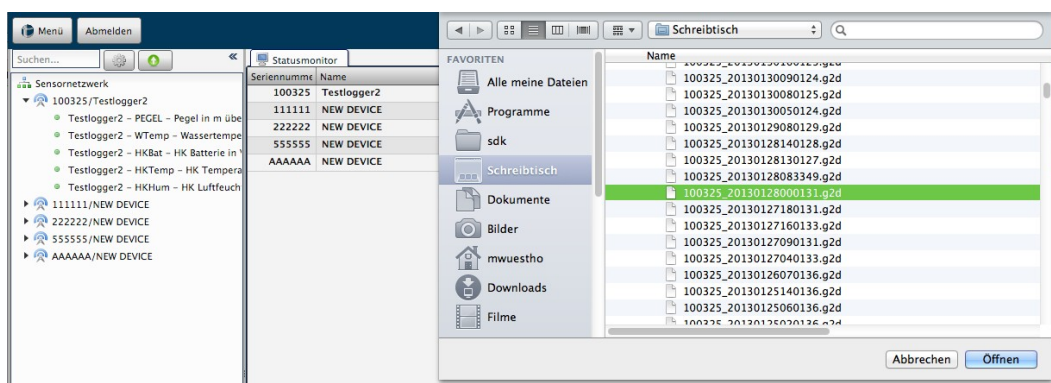 Menü
Abmelden
Suchen...
«
Sensornetzwerk
100325/Testlogger2
Testlogger2 - PEGEL - Pegel in m übe
Testlogger2 - WTemp - Wassertempe
Testlogger2 - HKBat - HK Batterie in
Testlogger2 - HKTemp - HK Tempera
Testlogger2 - HKHum - HK Luftfeuch
111111/NEW DEVICE
222222/NEW DEVICE
555555/NEW DEVICE
AAAAAA/NEW DEVICE
Statusmonitor
Seriennumme Name
100325 Testlogger2
111111 NEW DEVICE
222222 NEW DEVICE
555555 NEW DEVICE
AAAAAA NEW DEVICE
Schreibtisch
FAVORITEN
Alle meine Dateien
Programme
sdk
Schreibtisch
Dokumente
Bilder
mwuestho
Downloads
Filme
Name
100325_20130130090124.g2d
100325_20130130080125.g2d
100325_20130130050124.g2d
100325_20130129080129.g2d
100325_20130128140128.g2d
100325_20130128130127.g2d
100325_20130128083349.g2d
100325_20130128000131.g2d
100325_20130127180131.g2d
100325_20130127160133.g2d
100325_20130127090131.g2d
100325_20130127040133.g2d
100325_20130126070136.g2d
100325_20130125140136.g2d
100325_20130125060136.g2d
100325_20130125020136.g2d
Abbrechen
Öffnen